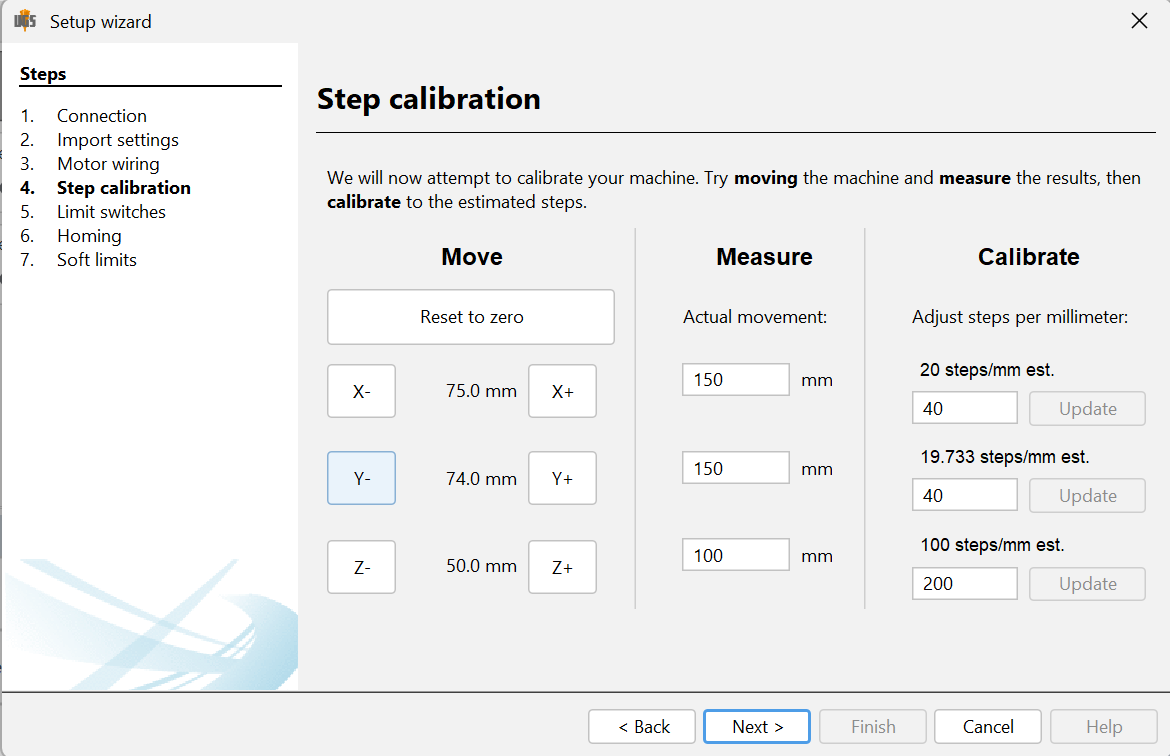 UGS Setup wizard
Steps
1. Connection
2. Import settings
3. Motor wiring
4. Step calibration
5. Limit switches
6. Homing
7. Soft limits
Step calibration
We will now attempt to calibrate your machine. Try moving the machine and measure the results, then
calibrate to the estimated steps.
Move
Measure
Calibrate
Reset to zero
Actual movement:
Adjust steps per millimeter:
X- 75.0 mm X+
150 mm
20 steps/mm est.
40 Update
Y- 74.0 mm Y+
150 mm
19.733 steps/mm est.
40 Update
Z- 50.0 mm Z+
100 mm
100 steps/mm est.
200 Update
< Back Next > Finish Cancel Help